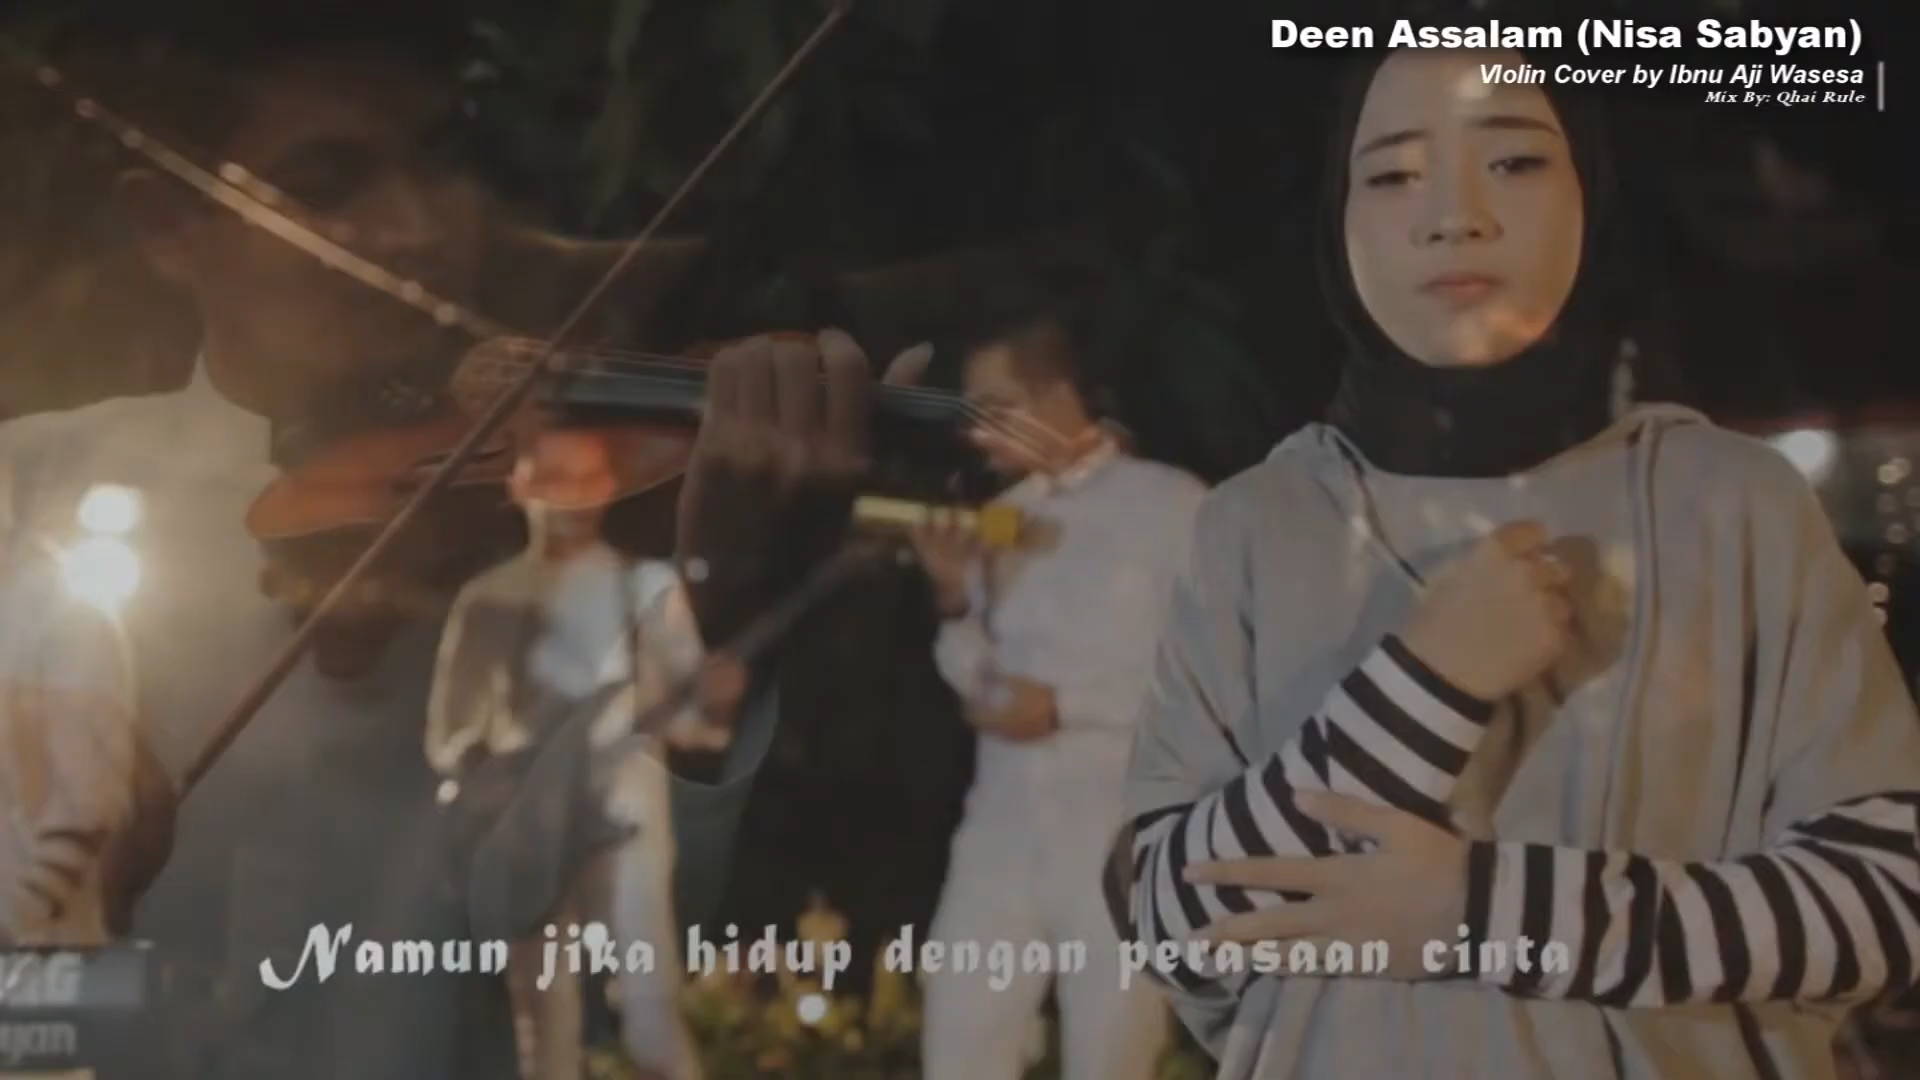 Deen Assalam (Nisa Sabyan)
VIolin Cover by Ibnu Aji Wasesa
Mix By: Qhai Rule
Namun jika hidup dengan perasaan cinta